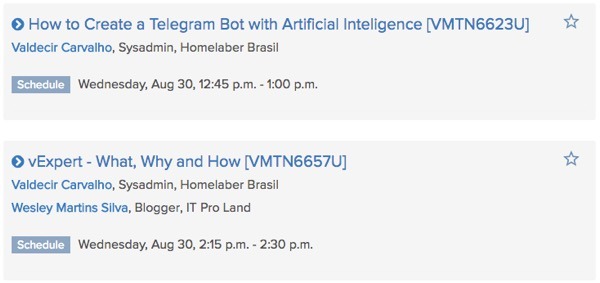 How to Create a Telegram Bot with Artificial Inteligence [VMTN6623U]
Valdecir Carvalho, Sysadmin, Homelaber Brasil
Schedule Wednesday, Aug 30, 12:45 p.m. - 1:00 p.m.
vExpert - What, Why and How [VMTN6657U]
Valdecir Carvalho, Sysadmin, Homelaber Brasil
Wesley Martins Silva, Blogger, IT Pro Land
Schedule Wednesday, Aug 30, 2:15 p.m. - 2:30 p.m.